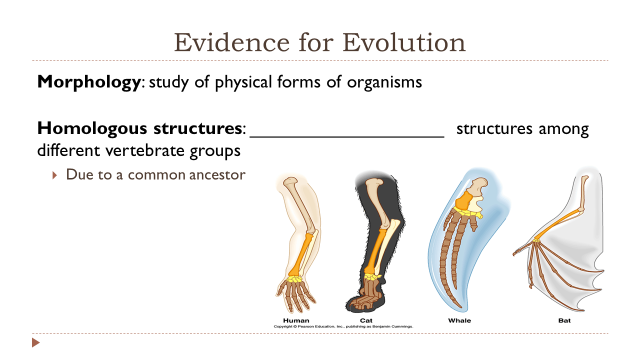 Evidence for Evolution
Morphology: study of physical forms of organisms
Homologous structures: ____________________ structures among
different vertebrate groups
Due to a common ancestor
Human Cat Whale Bat
Copyright © Pearson Education, Inc., publishing as Benjamin Cummings.